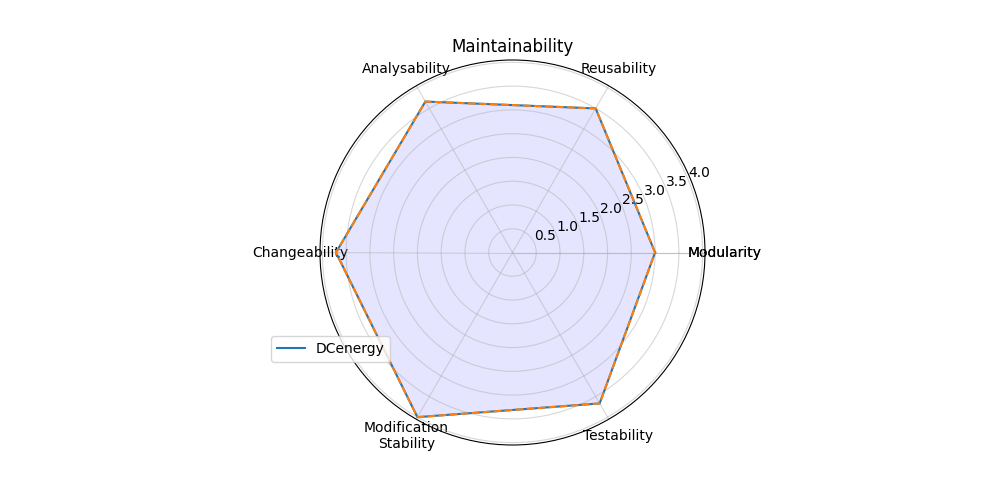 Maintainability
Analysability
Reusability
4.0
3.5
3.0
2.5
2.0
1.5
1.0
0.5
Changeability
Modularity
DCenergy
Modification
Stability
Testability